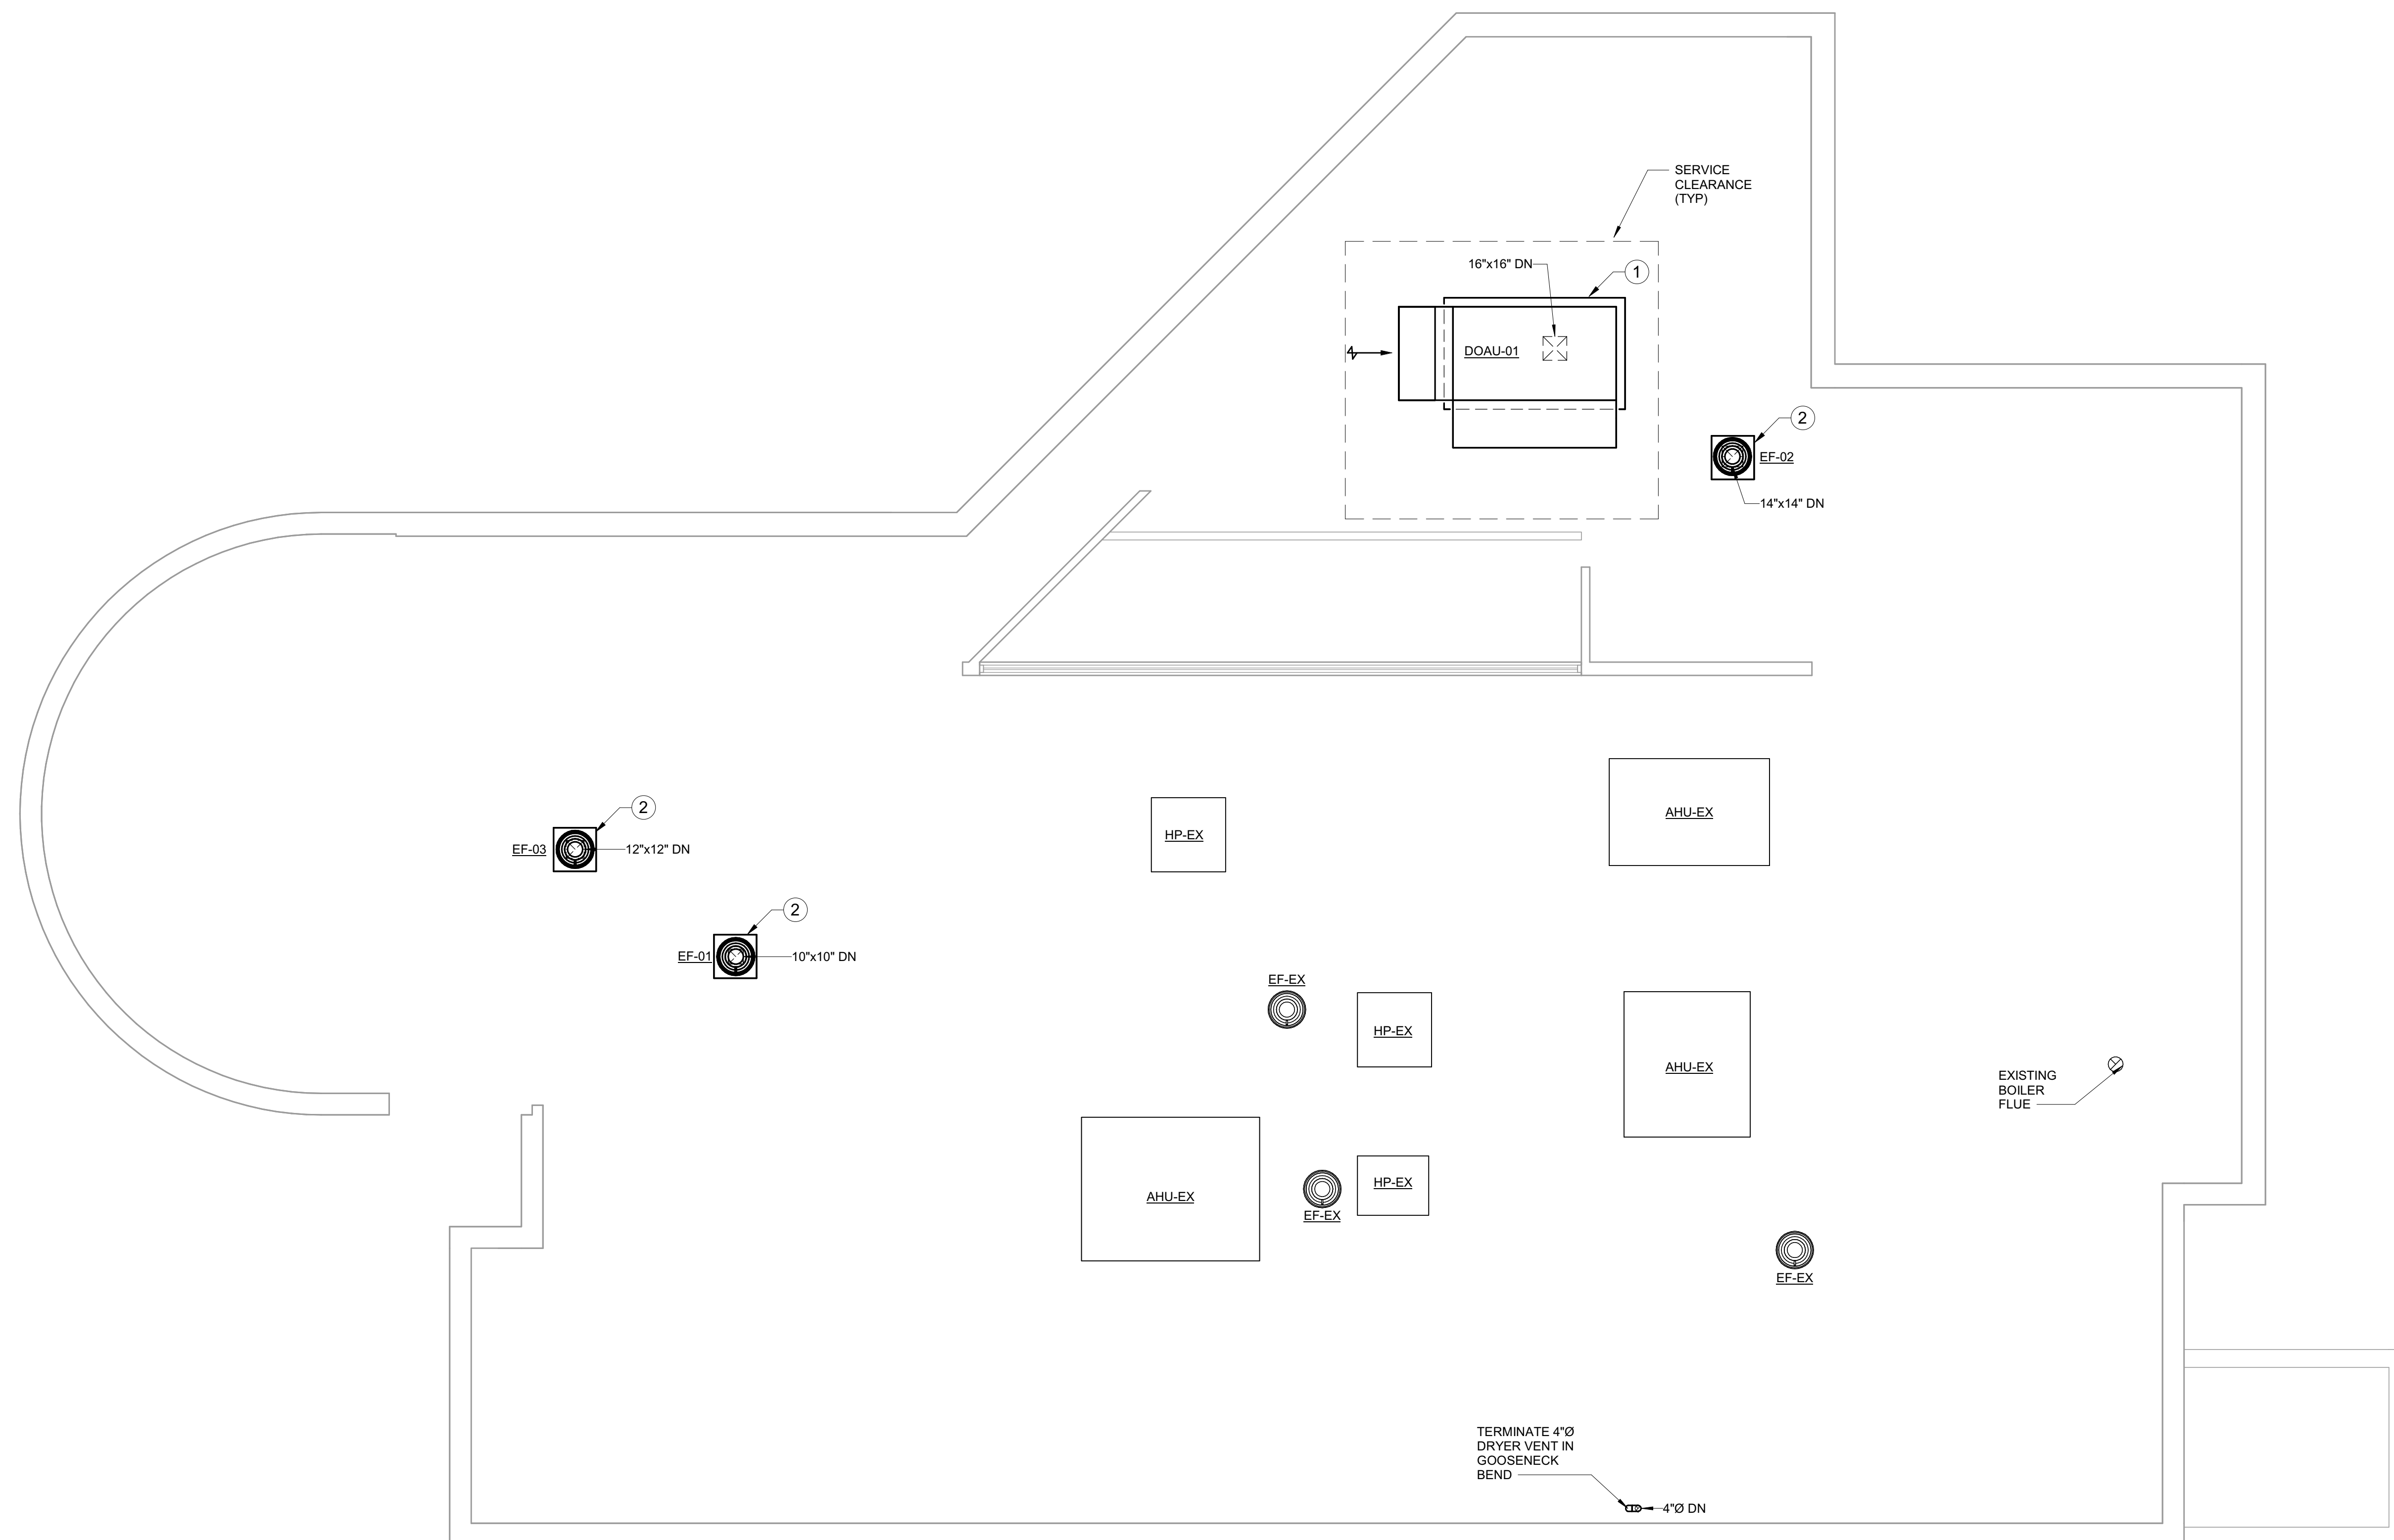 SERVICE
CLEARANCE
(TYP)
16"x16" DN
1
DOAU-01
2
EF-02
14"x14" DN
2
EF-03
12"x12" DN
HP-EX
AHU-EX
2
EF-01
10"x10" DN
EF-EX
HP-EX
AHU-EX
EXISTING
BOILER
FLUE
AHU-EX
HP-EX
EF-EX
EF-EX
TERMINATE 4"Ø
DRYER VENT IN
GOOSENECK
BEND
4"Ø DN